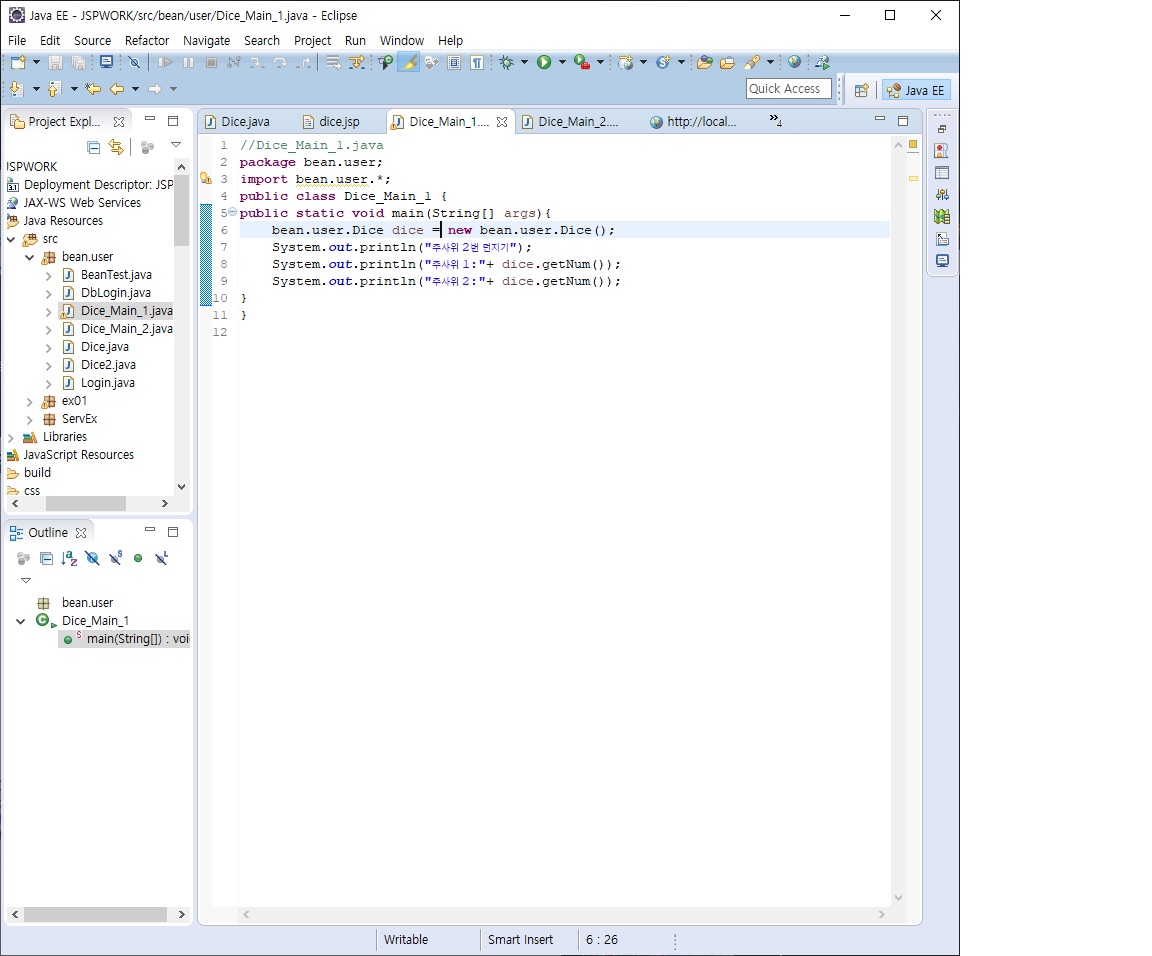 Java EE - JSPWORK/src/bean/user/Dice_Main_1.java - Eclipse
File Edit Source Refactor Navigate Search Project Run Window Help
Quick Access
Java EE
Project Expl...
Dice.java
dice.jsp
Dice_Main_1....
Dice_Main_2....
http://local...
4
JSPWORK
Deployment Descriptor: JSP
JAX-WS Web Services
Java Resources
src
bean.user
BeanTest.java
DbLogin.java
Dice_Main_1.java
Dice_Main_2.java
Dice.java
Dice2.java
Login.java
ex01
ServEx
Libraries
JavaScript Resources
build
css
1 //Dice_Main_1.java
2 package bean.user;
3 import bean.user.*;
4 public class Dice_Main_1 {
5 public static void main(String[] args){
6 bean.user.Dice dice = new bean.user.Dice();
7 System.out.println("주사위 2번 던지기");
8 System.out.println("주사위 1:"+ dice.getNum());
9 System.out.println("주사위 2:"+ dice.getNum());
10 }
11 }
12
Outline
bean.user
Dice_Main_1
main(String[]) : voi
Writable
Smart Insert
6 : 26